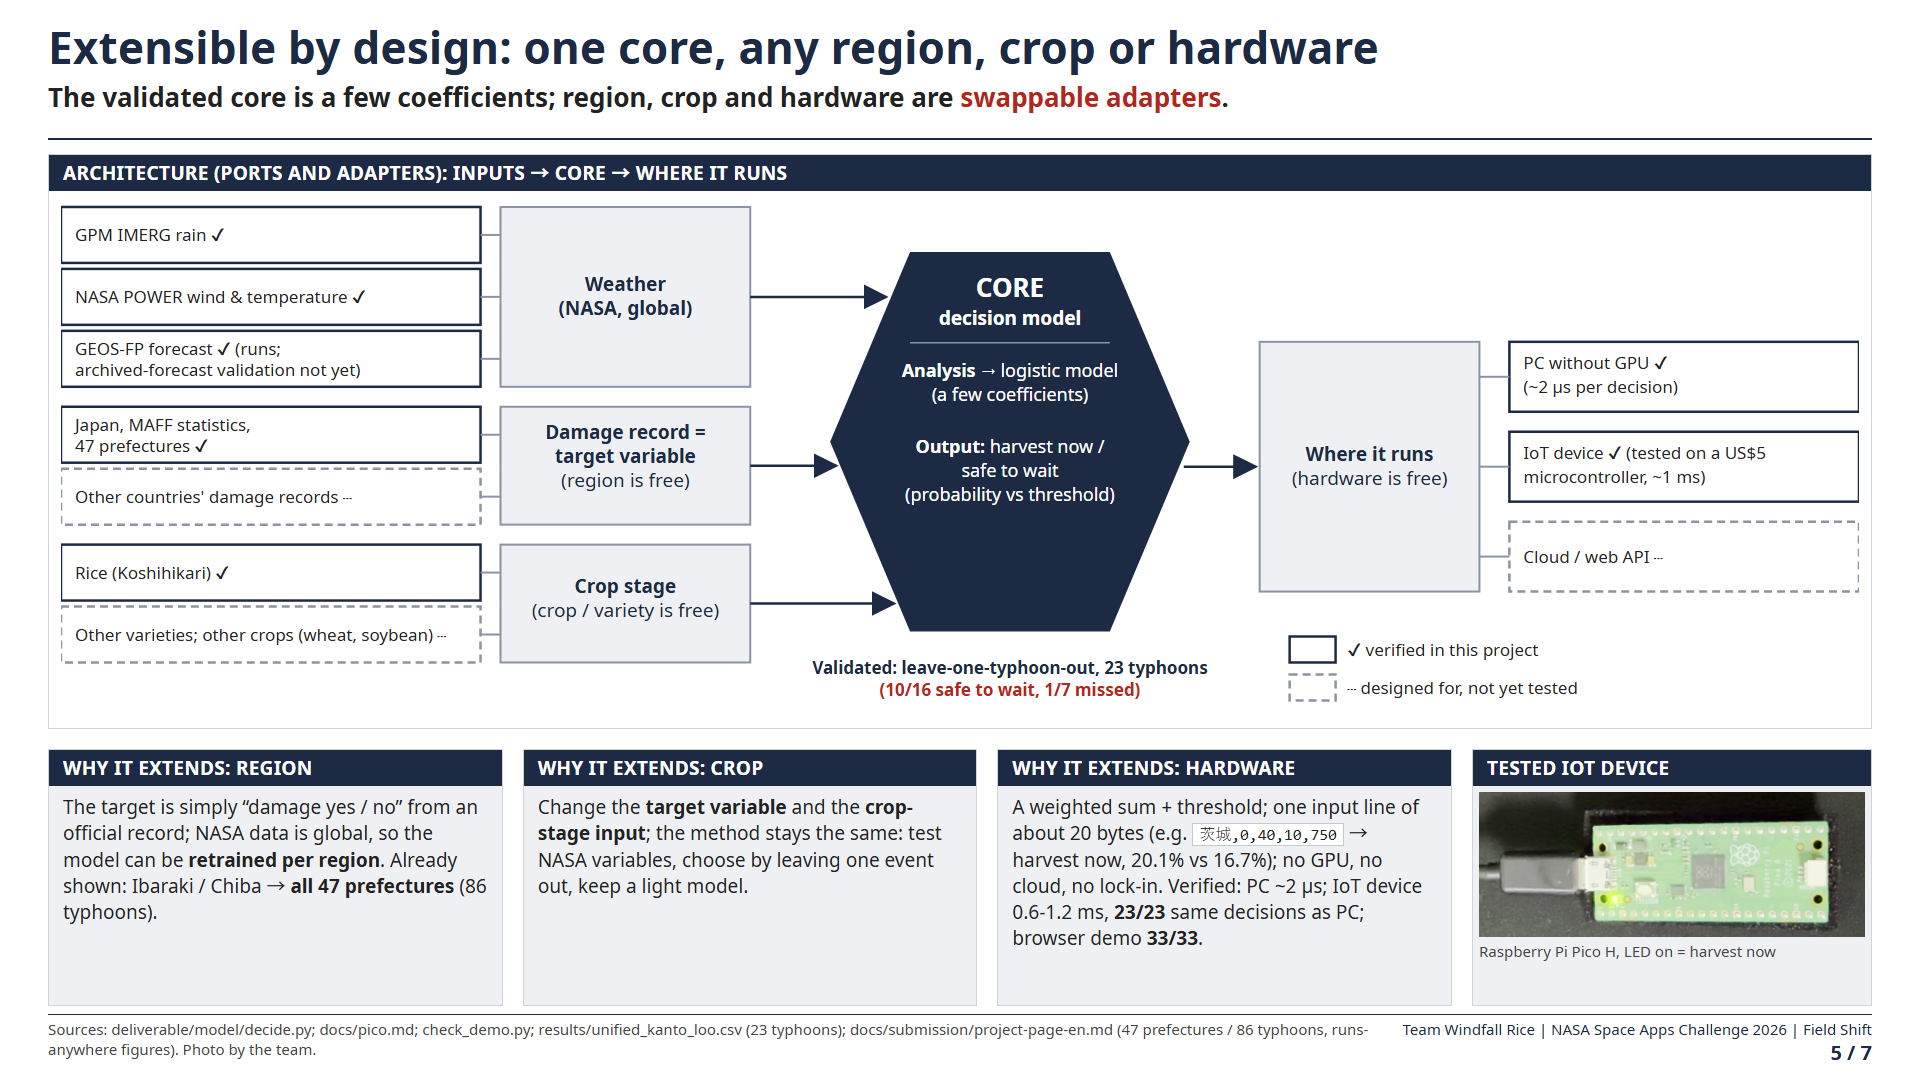 Extensible by design: one core, any region, crop or hardware
The validated core is a few coefficients; region, crop and hardware are swappable adapters.
ARCHITECTURE (PORTS AND ADAPTERS): INPUTS → CORE → WHERE IT RUNS
GPM IMERG rain ✓
NASA POWER wind & temperature ✓
GEOS-FP forecast ✓ (runs;
archived-forecast validation not yet)
Japan, MAFF statistics,
47 prefectures ✓
Other countries' damage records ┄
Rice (Koshihikari) ✓
Other varieties; other crops (wheat, soybean) ┄
Weather
(NASA, global)
Damage record =
target variable
(region is free)
Crop stage
(crop / variety is free)
CORE
decision model
Analysis → logistic model
(a few coefficients)
Output: harvest now /
safe to wait
(probability vs threshold)
Validated: leave-one-typhoon-out, 23 typhoons
(10/16 safe to wait, 1/7 missed)
Where it runs
(hardware is free)
PC without GPU ✓
(~2 µs per decision)
IoT device ✓ (tested on a US$5
microcontroller, ~1 ms)
Cloud / web API ┄
✓ verified in this project
┄ designed for, not yet tested
WHY IT EXTENDS: REGION
The target is simply “damage yes / no” from an
official record; NASA data is global, so the
model can be retrained per region. Already
shown: Ibaraki / Chiba → all 47 prefectures (86
typhoons).
WHY IT EXTENDS: CROP
Change the target variable and the crop-
stage input; the method stays the same: test
NASA variables, choose by leaving one event
out, keep a light model.
WHY IT EXTENDS: HARDWARE
A weighted sum + threshold; one input line of
about 20 bytes (e.g. 茨城,0,40,10,750 →
harvest now, 20.1% vs 16.7%); no GPU, no
cloud, no lock-in. Verified: PC ~2 µs; IoT device
0.6-1.2 ms, 23/23 same decisions as PC;
browser demo 33/33.
TESTED IOT DEVICE
Raspberry Pi Pico H, LED on = harvest now
Sources: deliverable/model/decide.py; docs/pico.md; check_demo.py; results/unified_kanto_loo.csv (23 typhoons); docs/submission/project-page-en.md (47 prefectures / 86 typhoons, runs-
anywhere figures). Photo by the team.
Team Windfall Rice | NASA Space Apps Challenge 2026 | Field Shift
5 / 7